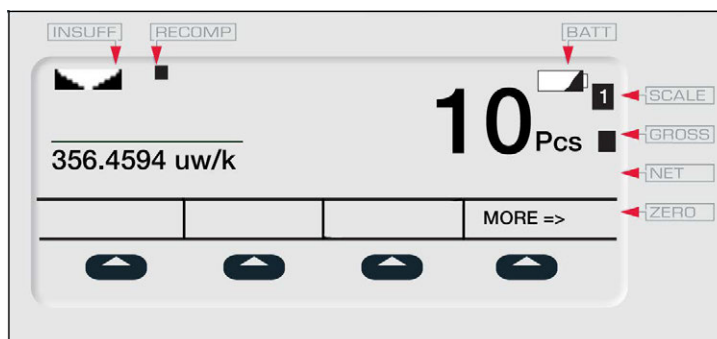 INSUFF RECOMP BATT
1 SCALE
10 Pcs GROSS
356.4594 uw/k NET
MORE => ZERO